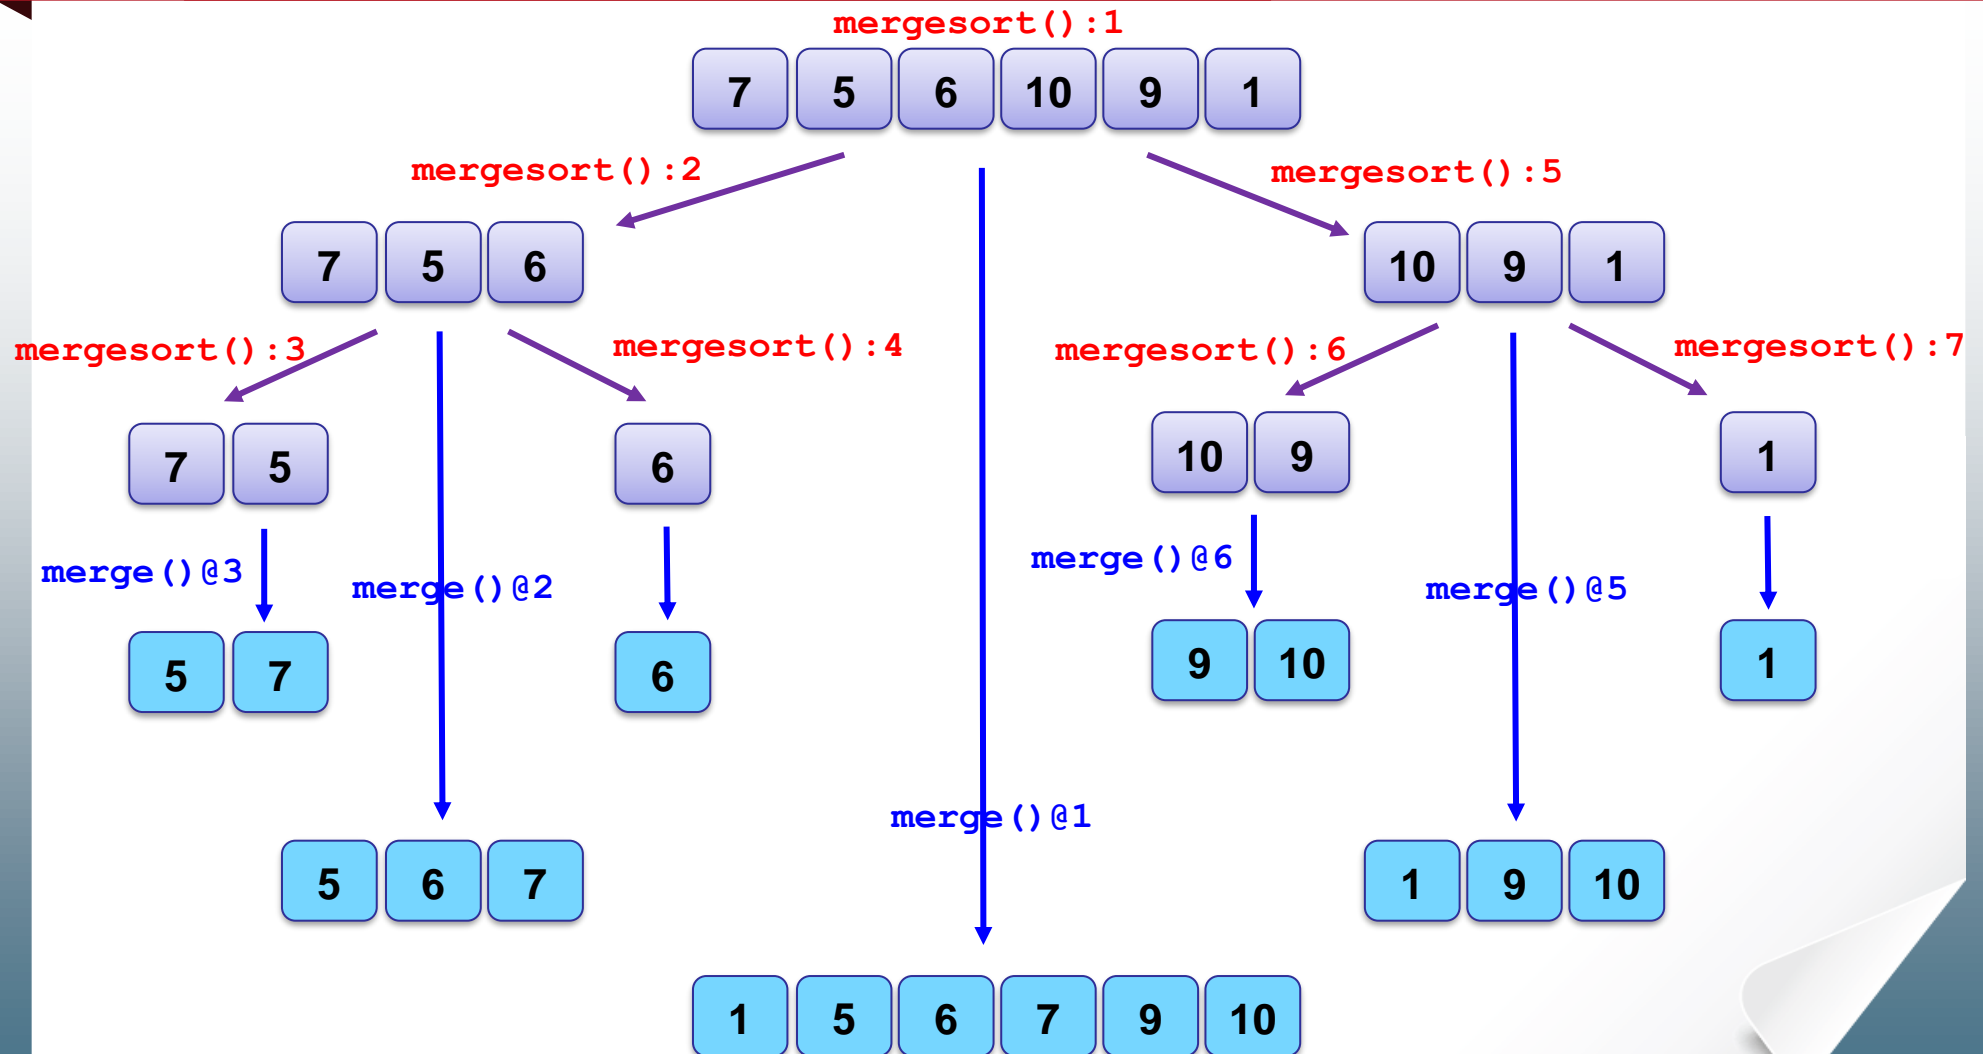 mergesort():1
7 5 6 10 9 1
mergesort():2 mergesort():5
7 5 6 10 9 1
mergesort():3 mergesort():4 mergesort():6 mergesort():7
7 5 6 10 9 1
merge()@3 merge()@2 merge()@6 merge()@5
5 7 6 9 10 1
merge()@1
5 6 7 1 9 10
1 5 6 7 9 10